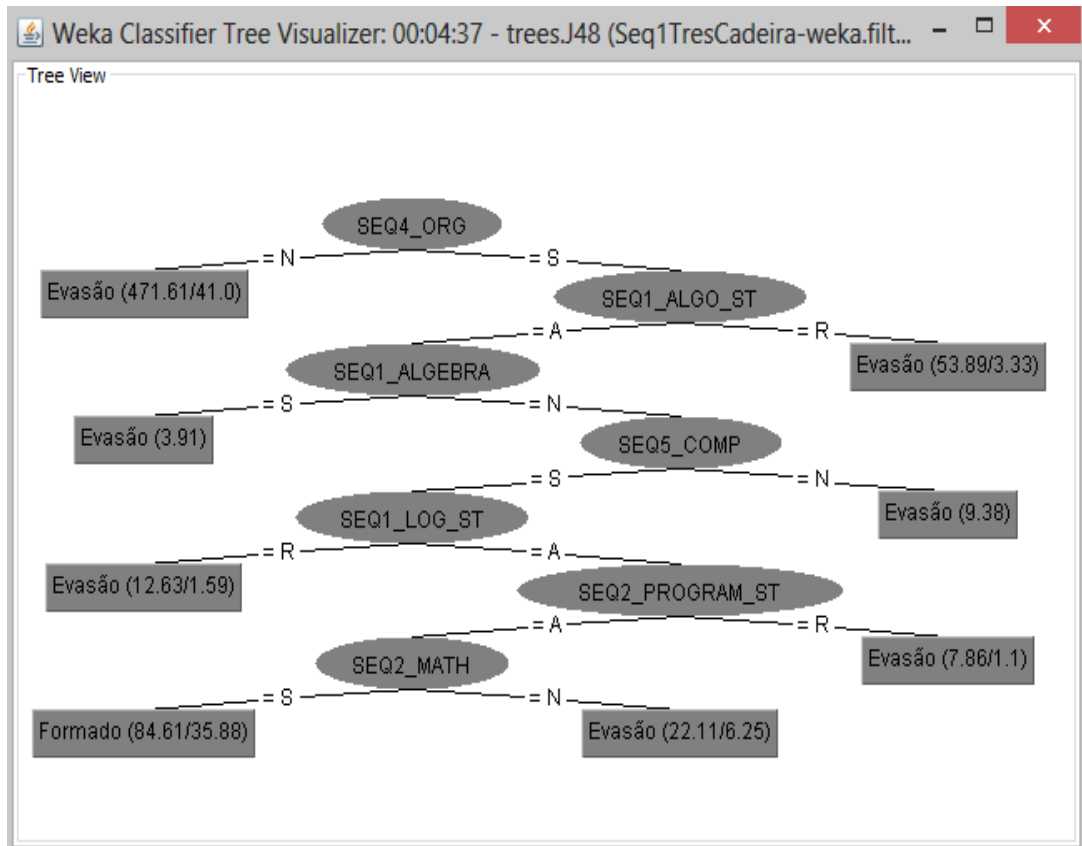 Weka Classifier Tree Visualizer: 00:04:37 - trees.J48 (Seq1TresCadeira-weka.filt...
Tree View
SEQ4_ORG
= N
= S
Evasão (471.61/41.0)
SEQ1_ALGO_ST
= A
= R
SEQ1_ALGEBRA
Evasão (53.89/3.33)
= S
= N
Evasão (3.91)
SEQ5_COMP
= S
= N
SEQ1_LOG_ST
Evasão (9.38)
= R
= A
Evasão (12.63/1.59)
SEQ2_PROGRAM_ST
= A
= R
SEQ2_MATH
Evasão (7.86/1.1)
= S
= N
Formado (84.61/35.88)
Evasão (22.11/6.25)